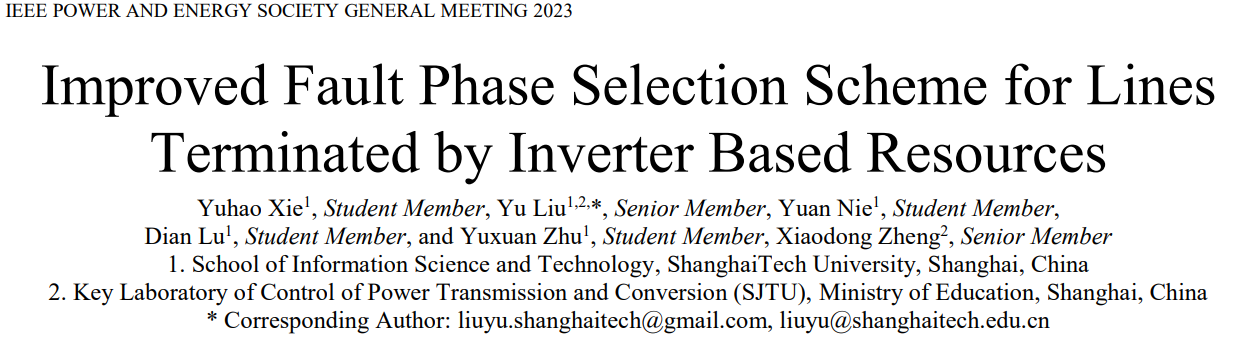 IEEE POWER AND ENERGY SOCIETY GENERAL MEETING 2023
Improved Fault Phase Selection Scheme for Lines
Terminated by Inverter Based Resources
Yuhao Xie1, Student Member, Yu Liu1,2,*, Senior Member, Yuan Nie1, Student Member,
Dian Lu1, Student Member, and Yuxuan Zhu1, Student Member, Xiaodong Zheng2, Senior Member
1. School of Information Science and Technology, ShanghaiTech University, Shanghai, China
2. Key Laboratory of Control of Power Transmission and Conversion (SJTU), Ministry of Education, Shanghai, China
* Corresponding Author: liuyu.shanghaitech@gmail.com, liuyu@shanghaitech.edu.cn